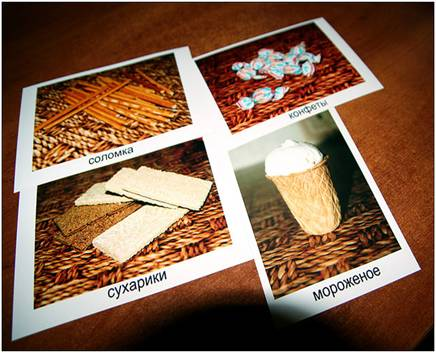 соломка
конфеты
сухарики
мороженое